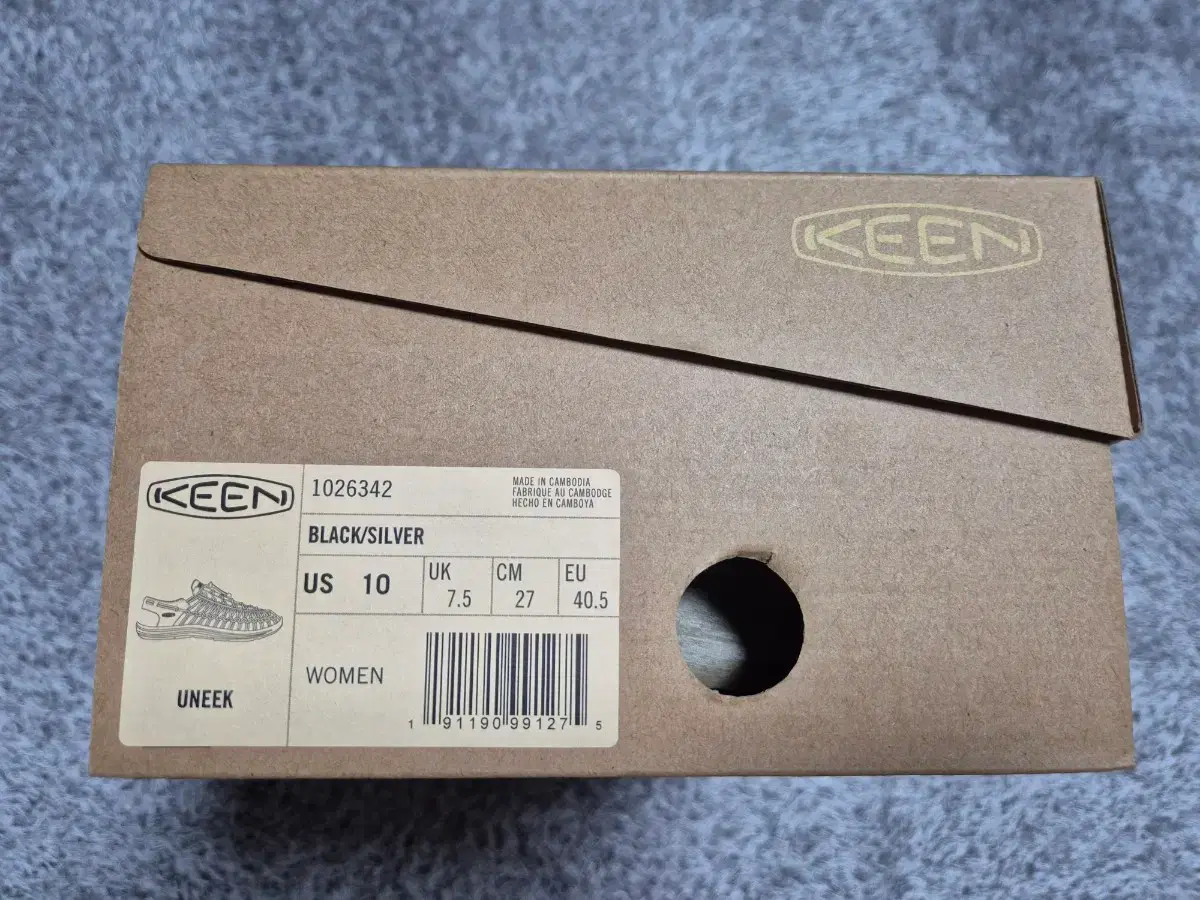 KEEN
KEEN
1026342
MADE IN CAMBODIA
FABRIQUE AU CAMBODGE
HECHO EN CAMBOYA
BLACK/SILVER
US 10
UK 7.5
CM 27
EU 40.5
UNEEK
WOMEN
1 91190 99127 5